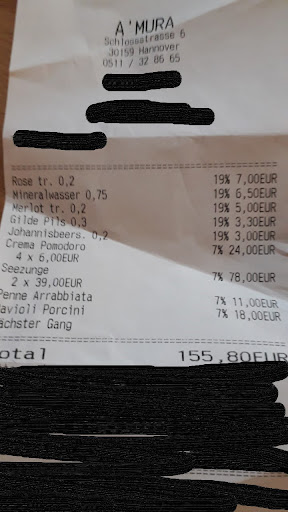 A'MURA
Schlossstrasse 6
30159 Hannover
0511 / 32 86 65
Rose tr. 0,2 19% 7,00EUR
Mineralwasser 0,75 19% 6,50EUR
Merlot tr. 0,2 19% 5,00EUR
Gilde Pils 0,3 19% 3,30EUR
Johannisbeers. 0,2 19% 3,00EUR
Crema Pomodoro 7% 24,00EUR
4 x 6,00EUR
Seezunge 7% 78,00EUR
2 x 39,00EUR
Penne Arrabbiata 7% 11,00EUR
Ravioli Porcini 7% 18,00EUR
ächster Gang
otal 155,80EUR